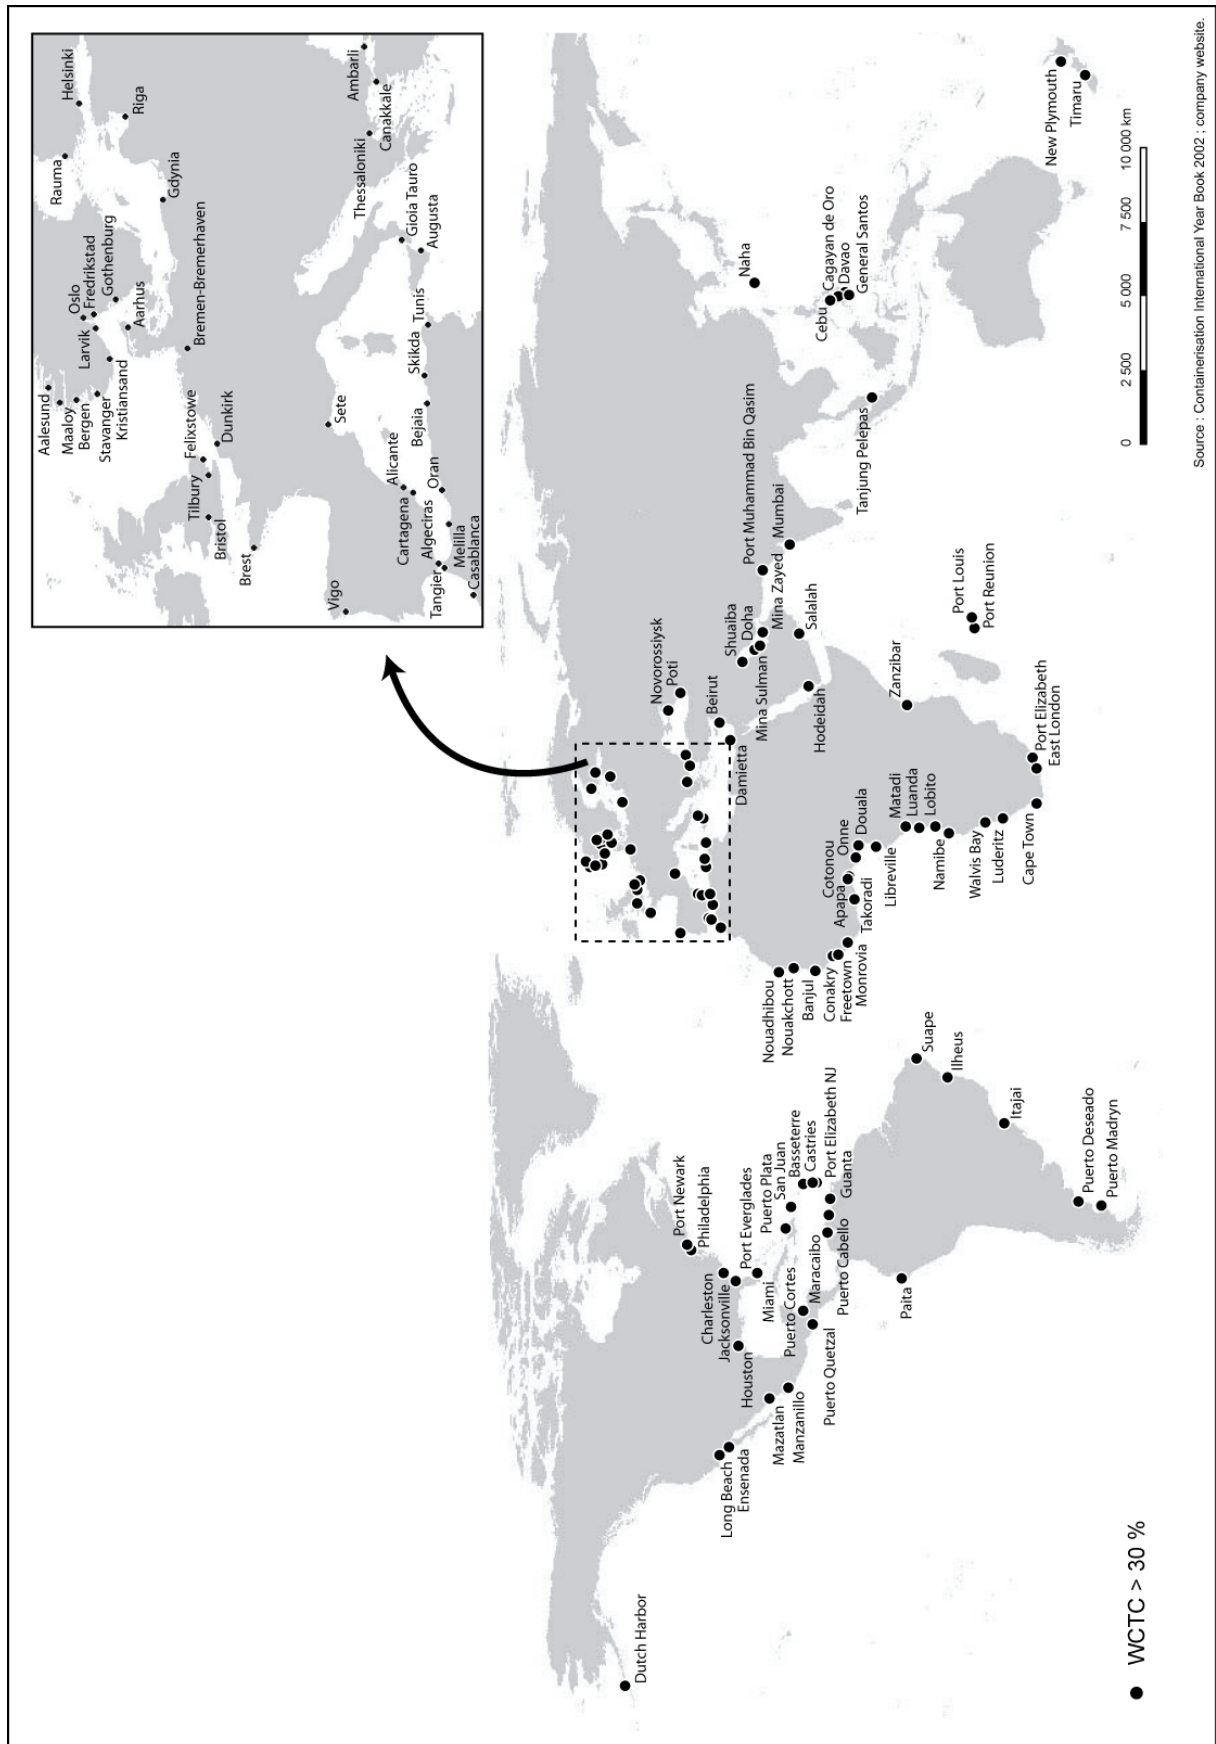 Helsinki
Rauma
Riga
Gdynia
Oslo
Fredrikstad
Gothenburg
Larvik
Aarhus
Aalesund
Maaloy
Bergen
Stavanger
Kristiansand
Bremen-Bremerhaven
Felixstowe
Dunkirk
Tilbury
Bristol
Brest
Vigo
Sete
Ambarli
Canakkale
Thessaloniki
Gioia Tauro
Augusta
Tunis
Skikda
Bejaia
Alicante
Cartagena
Oran
Algeciras
Tangier
Melilla
Casablanca
Dutch Harbor
Long Beach
Ensenada
Mazatlan
Manzanillo
Houston
Jacksonville
Charleston
Port Newark
Philadelphia
Port Everglades
Miami
Puerto Plata
San Juan
Basseterre
Castries
Port Elizabeth NJ
Guanta
Puerto Cortes
Maracaibo
Puerto Cabello
Puerto Quetzal
Paita
Suape
Ilheus
Itajai
Puerto Deseado
Puerto Madryn
Novorossiysk
Poti
Beirut
Damietta
Nouadhibou
Nouakchott
Banjul
Conakry
Freetown
Monrovia
Takoradi
Apapa
Cotonou
Onne
Douala
Libreville
Matadi
Luanda
Lobito
Namibe
Walvis Bay
Luderitz
Cape Town
Port Elizabeth
East London
Zanzibar
Port Louis
Port Reunion
Hodeidah
Salalah
Shuaiba
Doha
Mina Sulman
Mina Zayed
Port Muhammad Bin Qasim
Mumbai
Tanjung Pelepas
Naha
Cebu
Cagayan de Oro
Davao
General Santos
New Plymouth
Timaru
WCTC > 30 %
0 2 500 5 000 7 500 10 000 km
Source : Containerisation International Year Book 2002 ; company website.